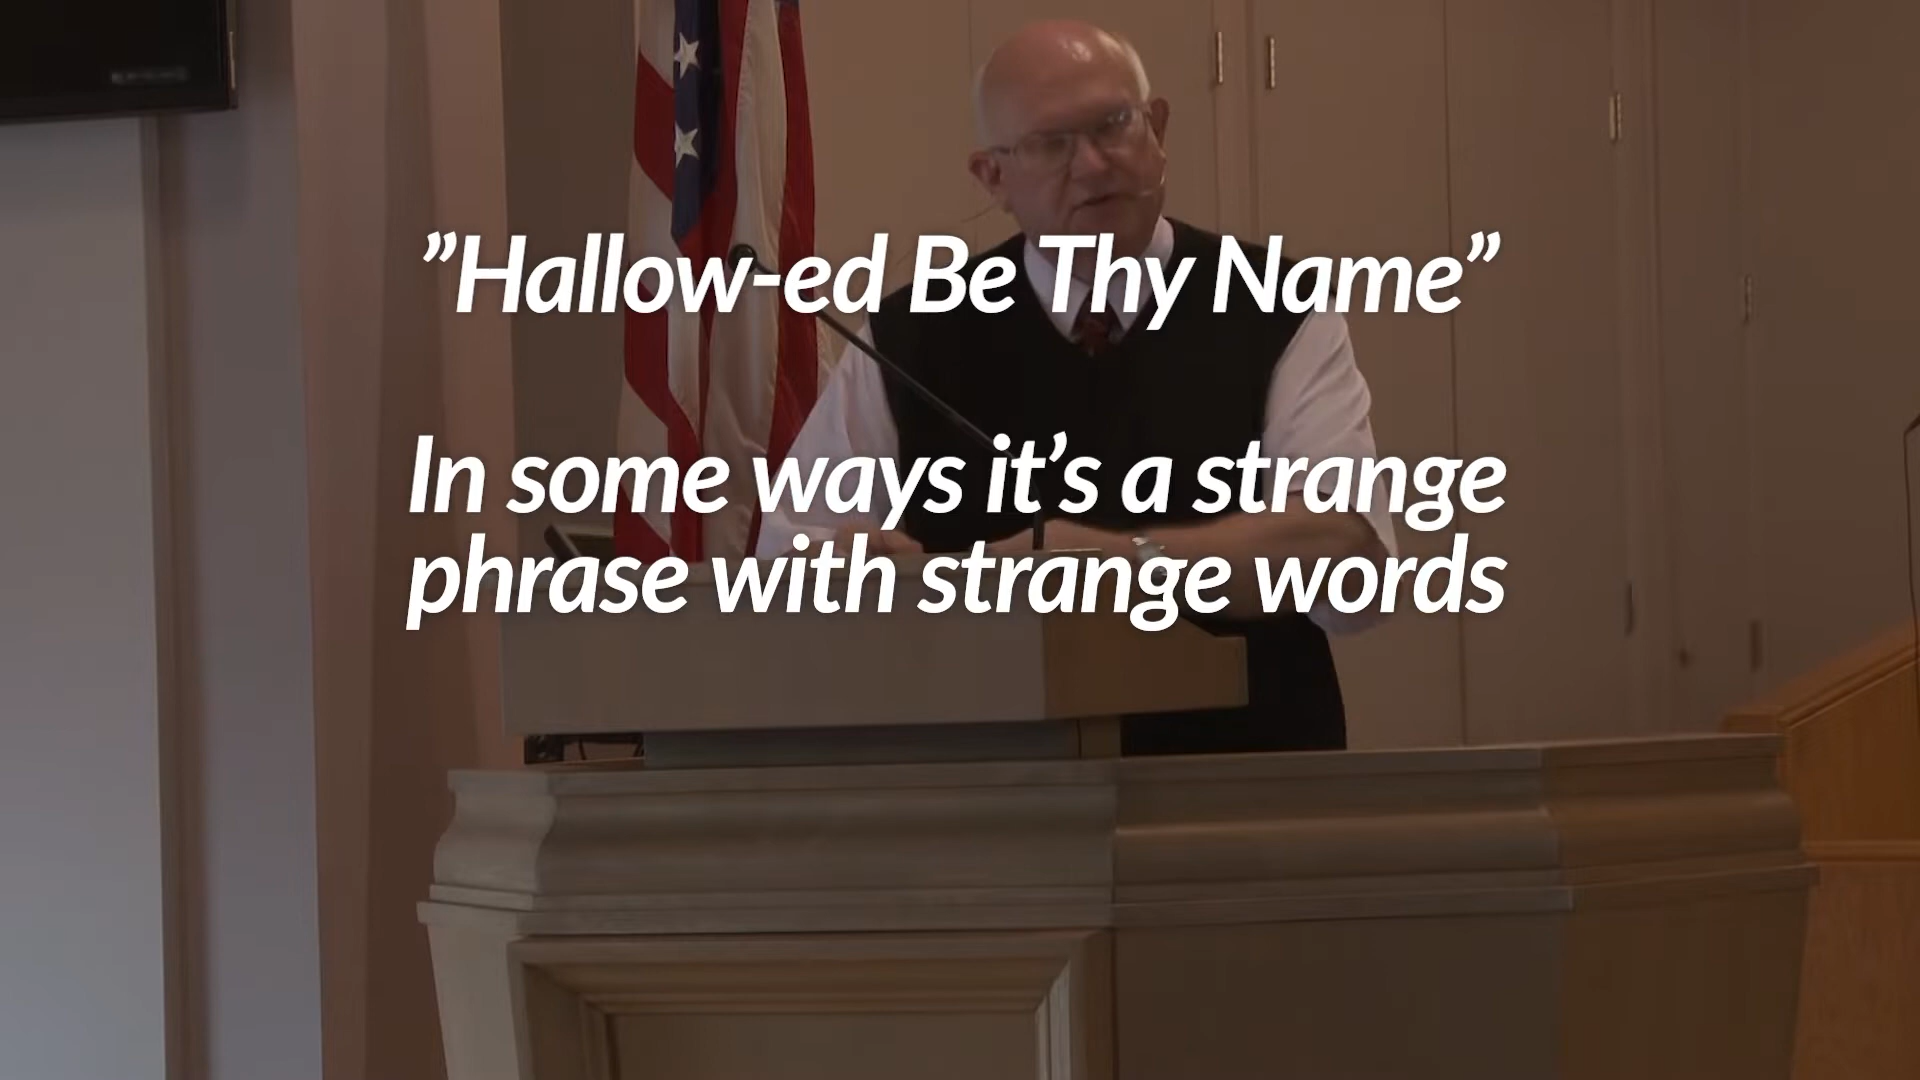 ”Hallow-ed Be Thy Name”
In some ways it’s a strange
phrase with strange words